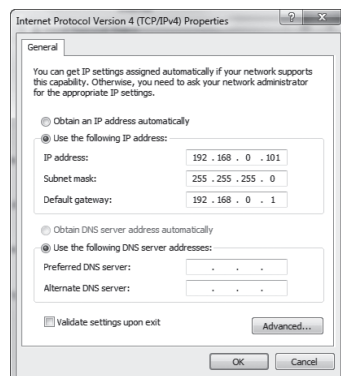 Internet Protocol Version 4 (TCP/IPv4) Properties
General
You can get IP settings assigned automatically if your network supports
this capability. Otherwise, you need to ask your network administrator
for the appropriate IP settings.
Obtain an IP address automatically
Use the following IP address:
IP address: 192 . 168 . 0 . 101
Subnet mask: 255 . 255 . 255 . 0
Default gateway: 192 . 168 . 0 . 1
Obtain DNS server address automatically
Use the following DNS server addresses:
Preferred DNS server: . . .
Alternate DNS server: . . .
Validate settings upon exit
Advanced...
OK Cancel